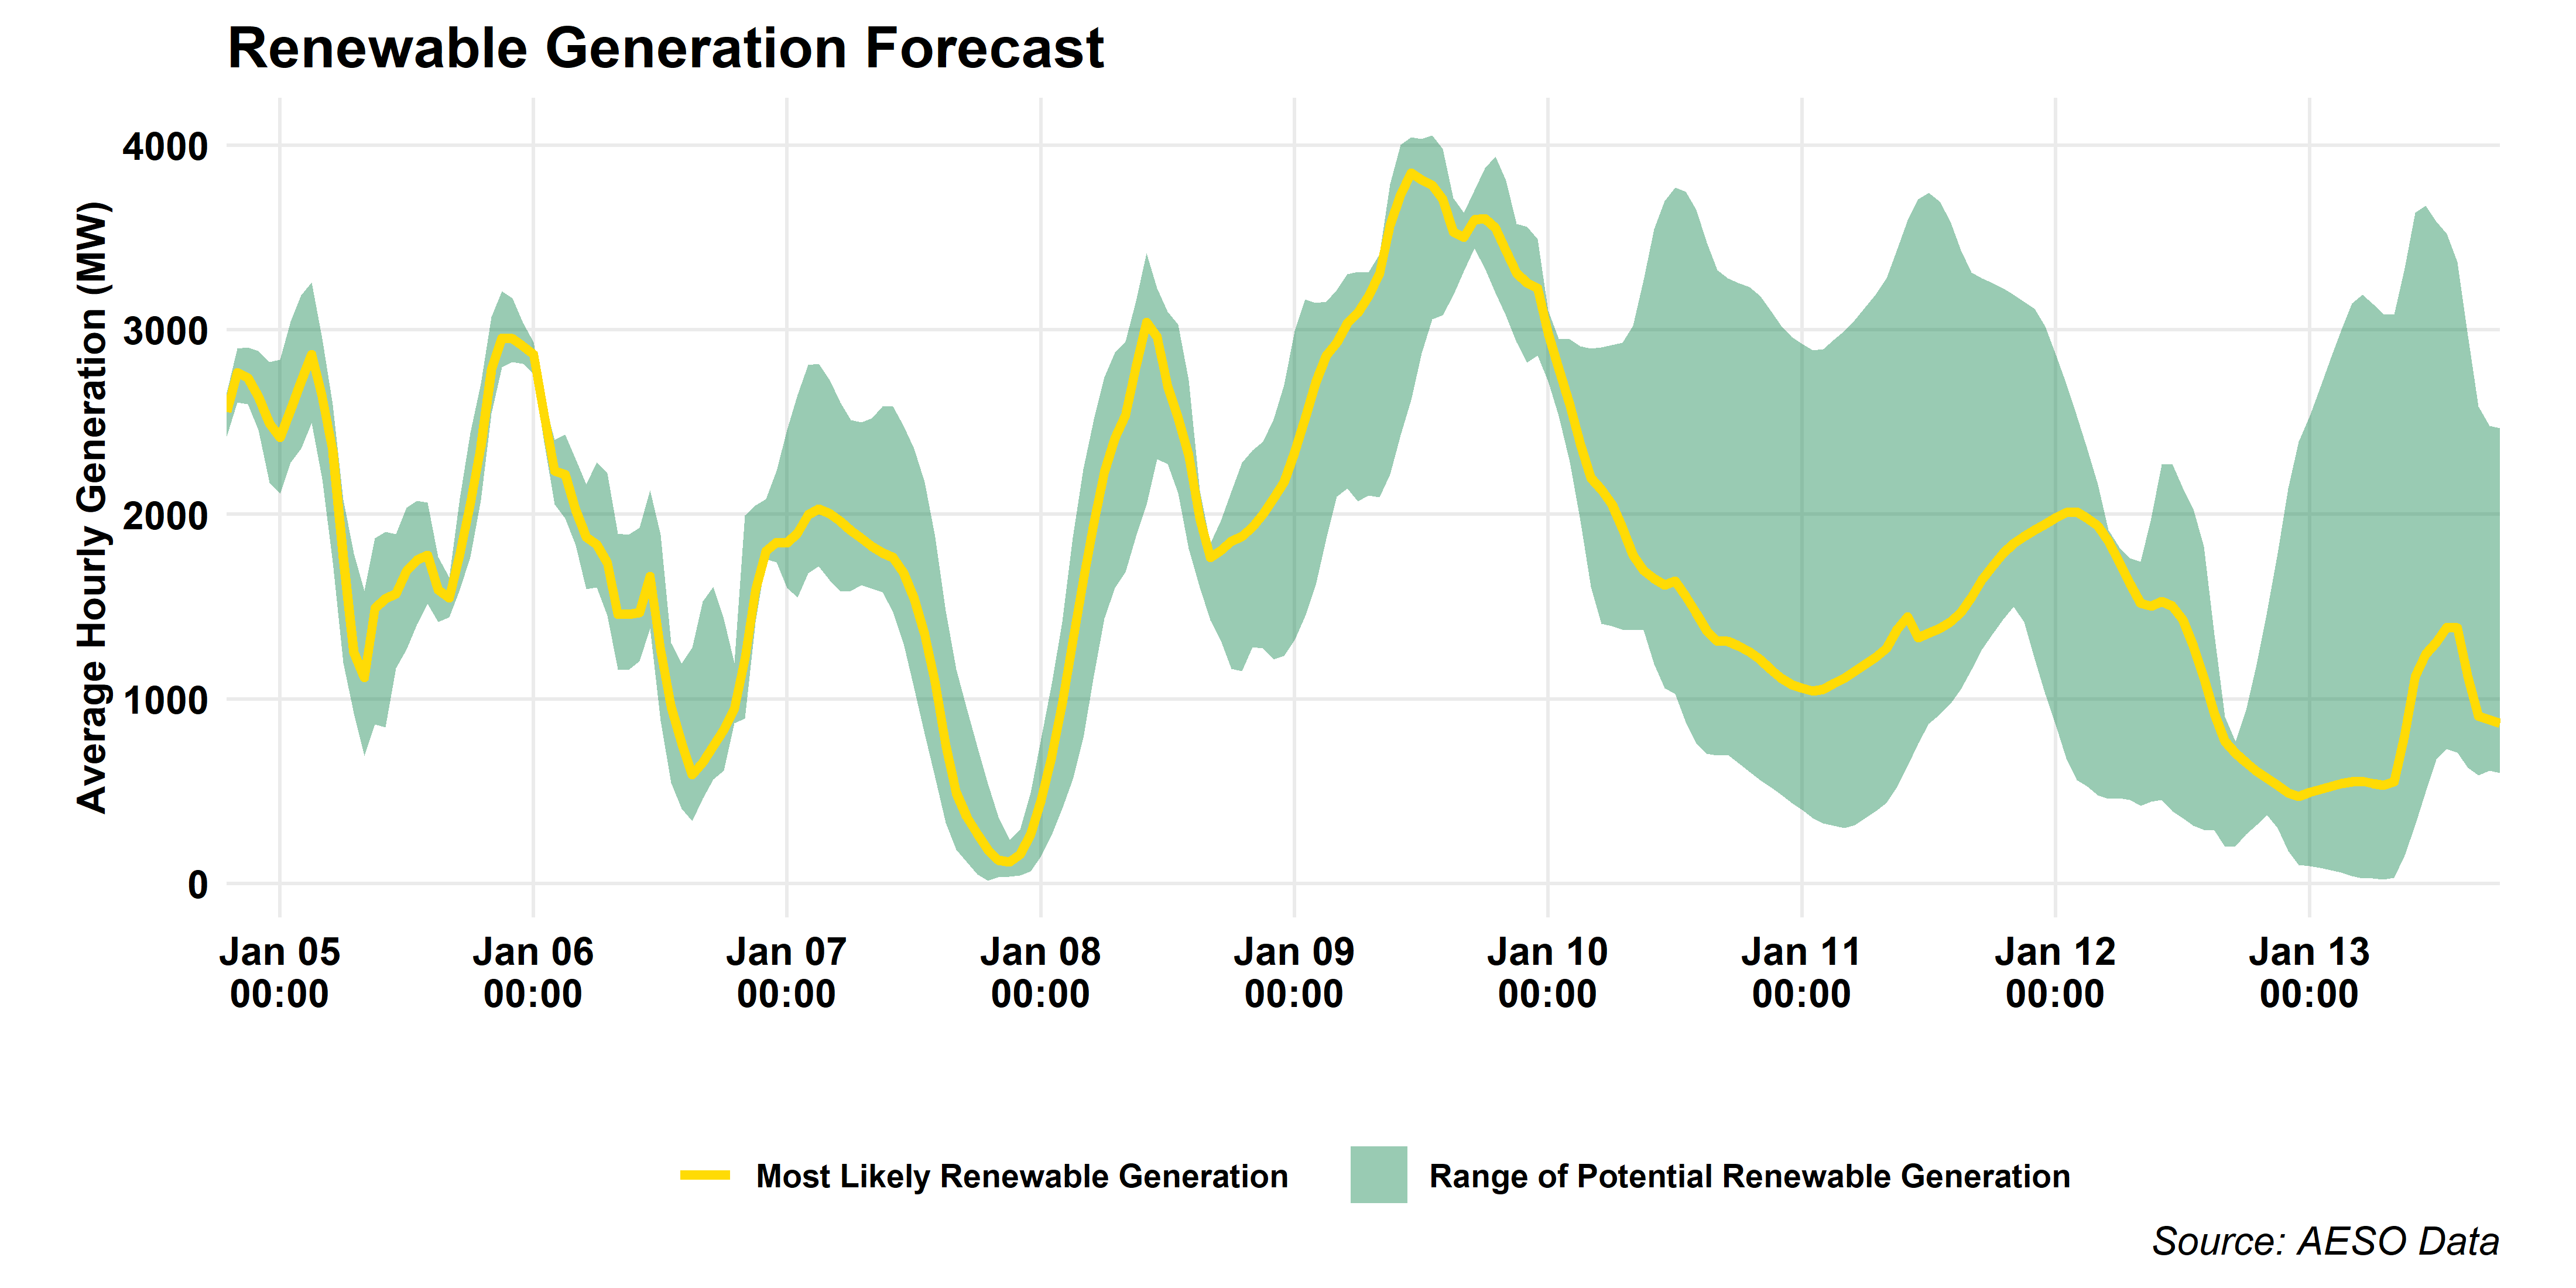 Renewable Generation Forecast
Average Hourly Generation (MW)
4000
3000
2000
1000
0
Jan 05 Jan 06 Jan 07 Jan 08 Jan 09 Jan 10 Jan 11 Jan 12 Jan 13
00:00 00:00 00:00 00:00 00:00 00:00 00:00 00:00 00:00
Most Likely Renewable Generation Range of Potential Renewable Generation
Source: AESO Data